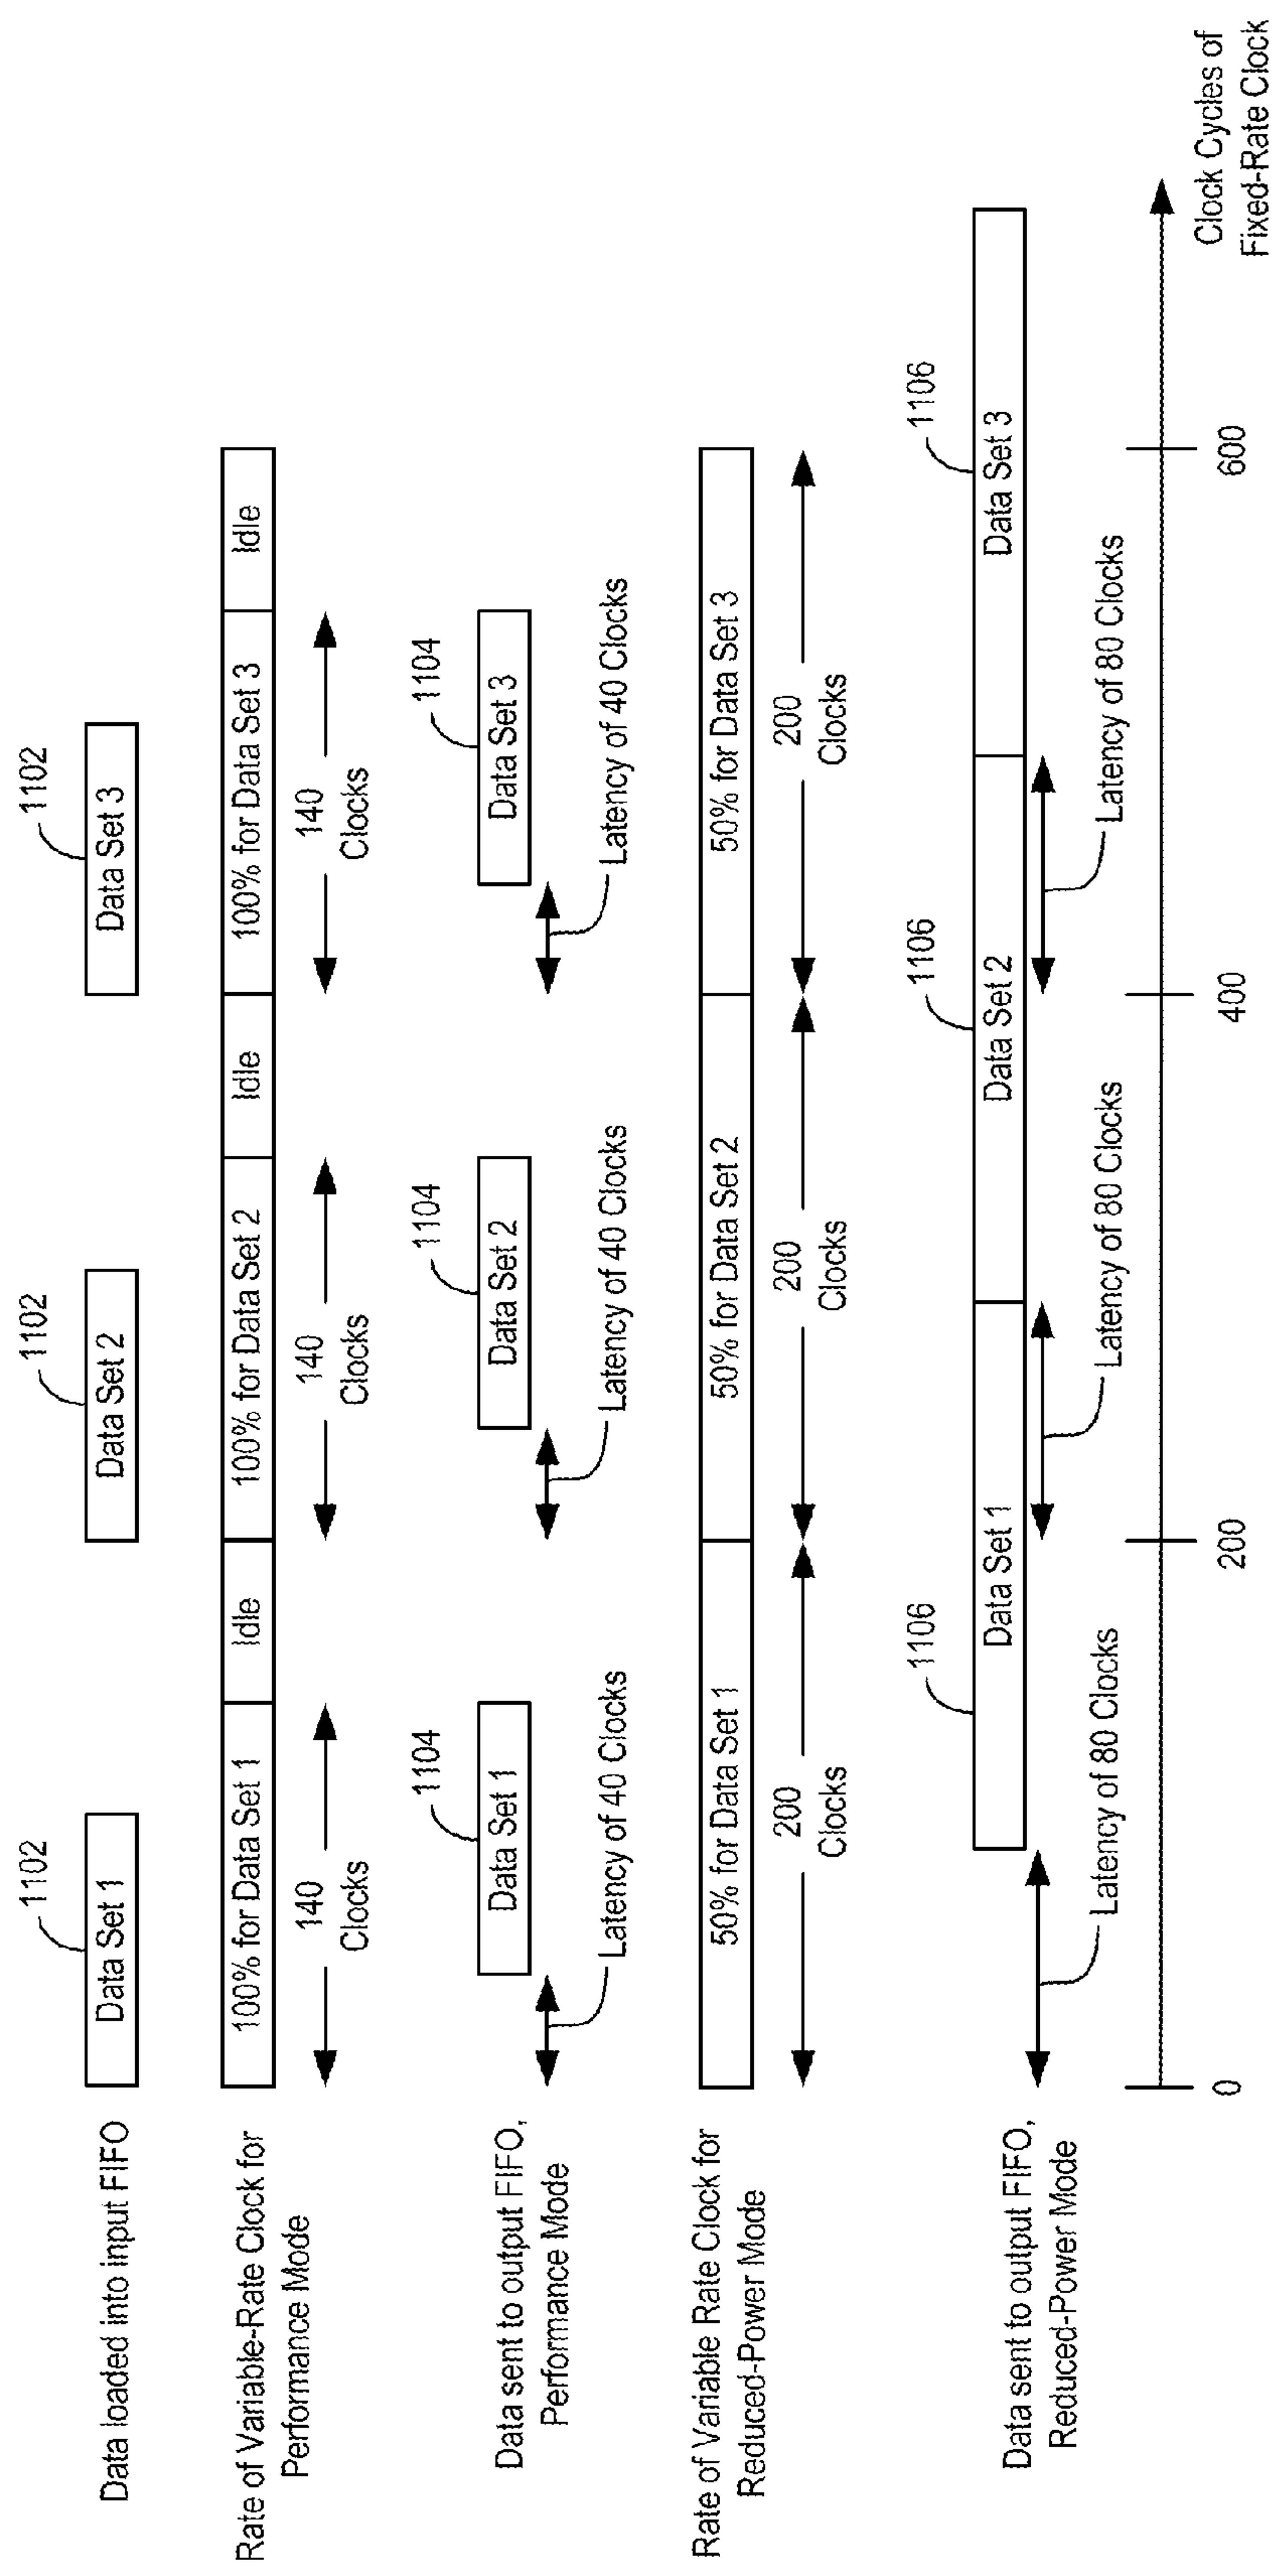 Data loaded into input FIFO
1102
Data Set 1
1102
Data Set 2
1102
Data Set 3
Rate of Variable-Rate Clock for
Performance Mode
100% for Data Set 1
Idle
100% for Data Set 2
Idle
100% for Data Set 3
Idle
140
Clocks
140
Clocks
140
Clocks
Data sent to output FIFO,
Performance Mode
1104
Data Set 1
1104
Data Set 2
1104
Data Set 3
Latency of 40 Clocks
Latency of 40 Clocks
Latency of 40 Clocks
Rate of Variable Rate Clock for
Reduced-Power Mode
50% for Data Set 1
50% for Data Set 2
50% for Data Set 3
200
Clocks
200
Clocks
200
Clocks
Data sent to output FIFO,
Reduced-Power Mode
1106
Data Set 1
1106
Data Set 2
1106
Data Set 3
Latency of 80 Clocks
Latency of 80 Clocks
Latency of 80 Clocks
0
200
400
600
Clock Cycles of
Fixed-Rate Clock